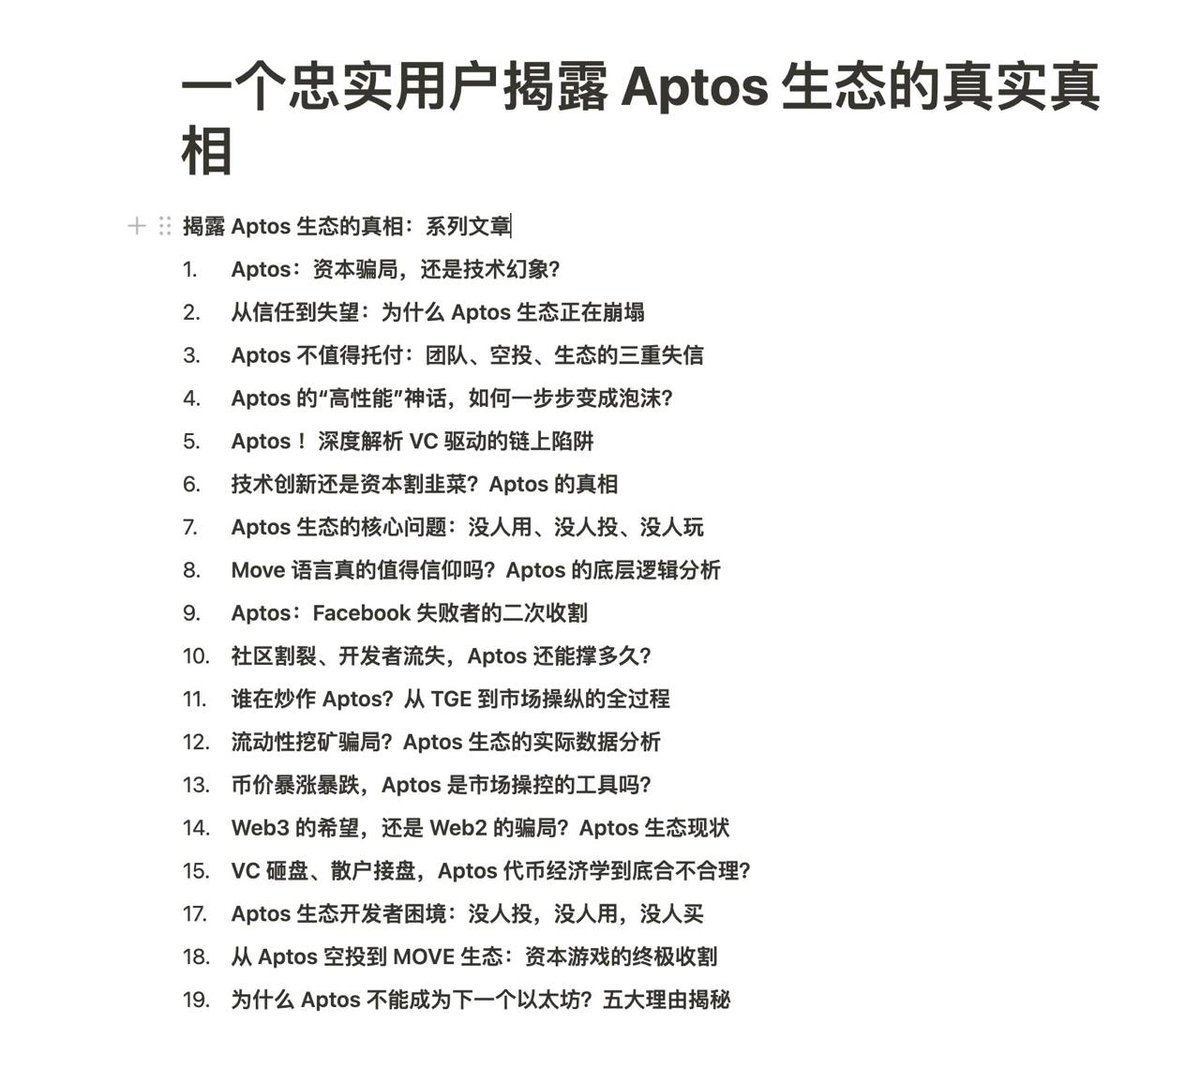 一个忠实用户揭露 Aptos 生态的真实真
相
揭露 Aptos 生态的真相：系列文章
1. Aptos：资本骗局，还是技术幻象？
2. 从信任到失望：为什么 Aptos 生态正在崩塌
3. Aptos 不值得托付：团队、空投、生态的三重失信
4. Aptos 的“高性能”神话，如何一步步变成泡沫？
5. Aptos ！深度解析 VC 驱动的链上陷阱
6. 技术创新还是资本割韭菜？Aptos 的真相
7. Aptos 生态的核心问题：没人用、没人投、没人玩
8. Move 语言真的值得信仰吗？Aptos 的底层逻辑分析
9. Aptos：Facebook 失败者的二次收割
10. 社区割裂、开发者流失，Aptos 还能撑多久？
11. 谁在炒作 Aptos？从 TGE 到市场操纵的全过程
12. 流动性挖矿骗局？Aptos 生态的实际数据分析
13. 币价暴涨暴跌，Aptos 是市场操控的工具吗？
14. Web3 的希望，还是 Web2 的骗局？Aptos 生态现状
15. VC 砸盘、散户接盘，Aptos 代币经济学到底合不合理？
17. Aptos 生态开发者困境：没人投，没人用，没人买
18. 从 Aptos 空投到 MOVE 生态：资本游戏的终极收割
19. 为什么 Aptos 不能成为下一个以太坊？五大理由揭秘